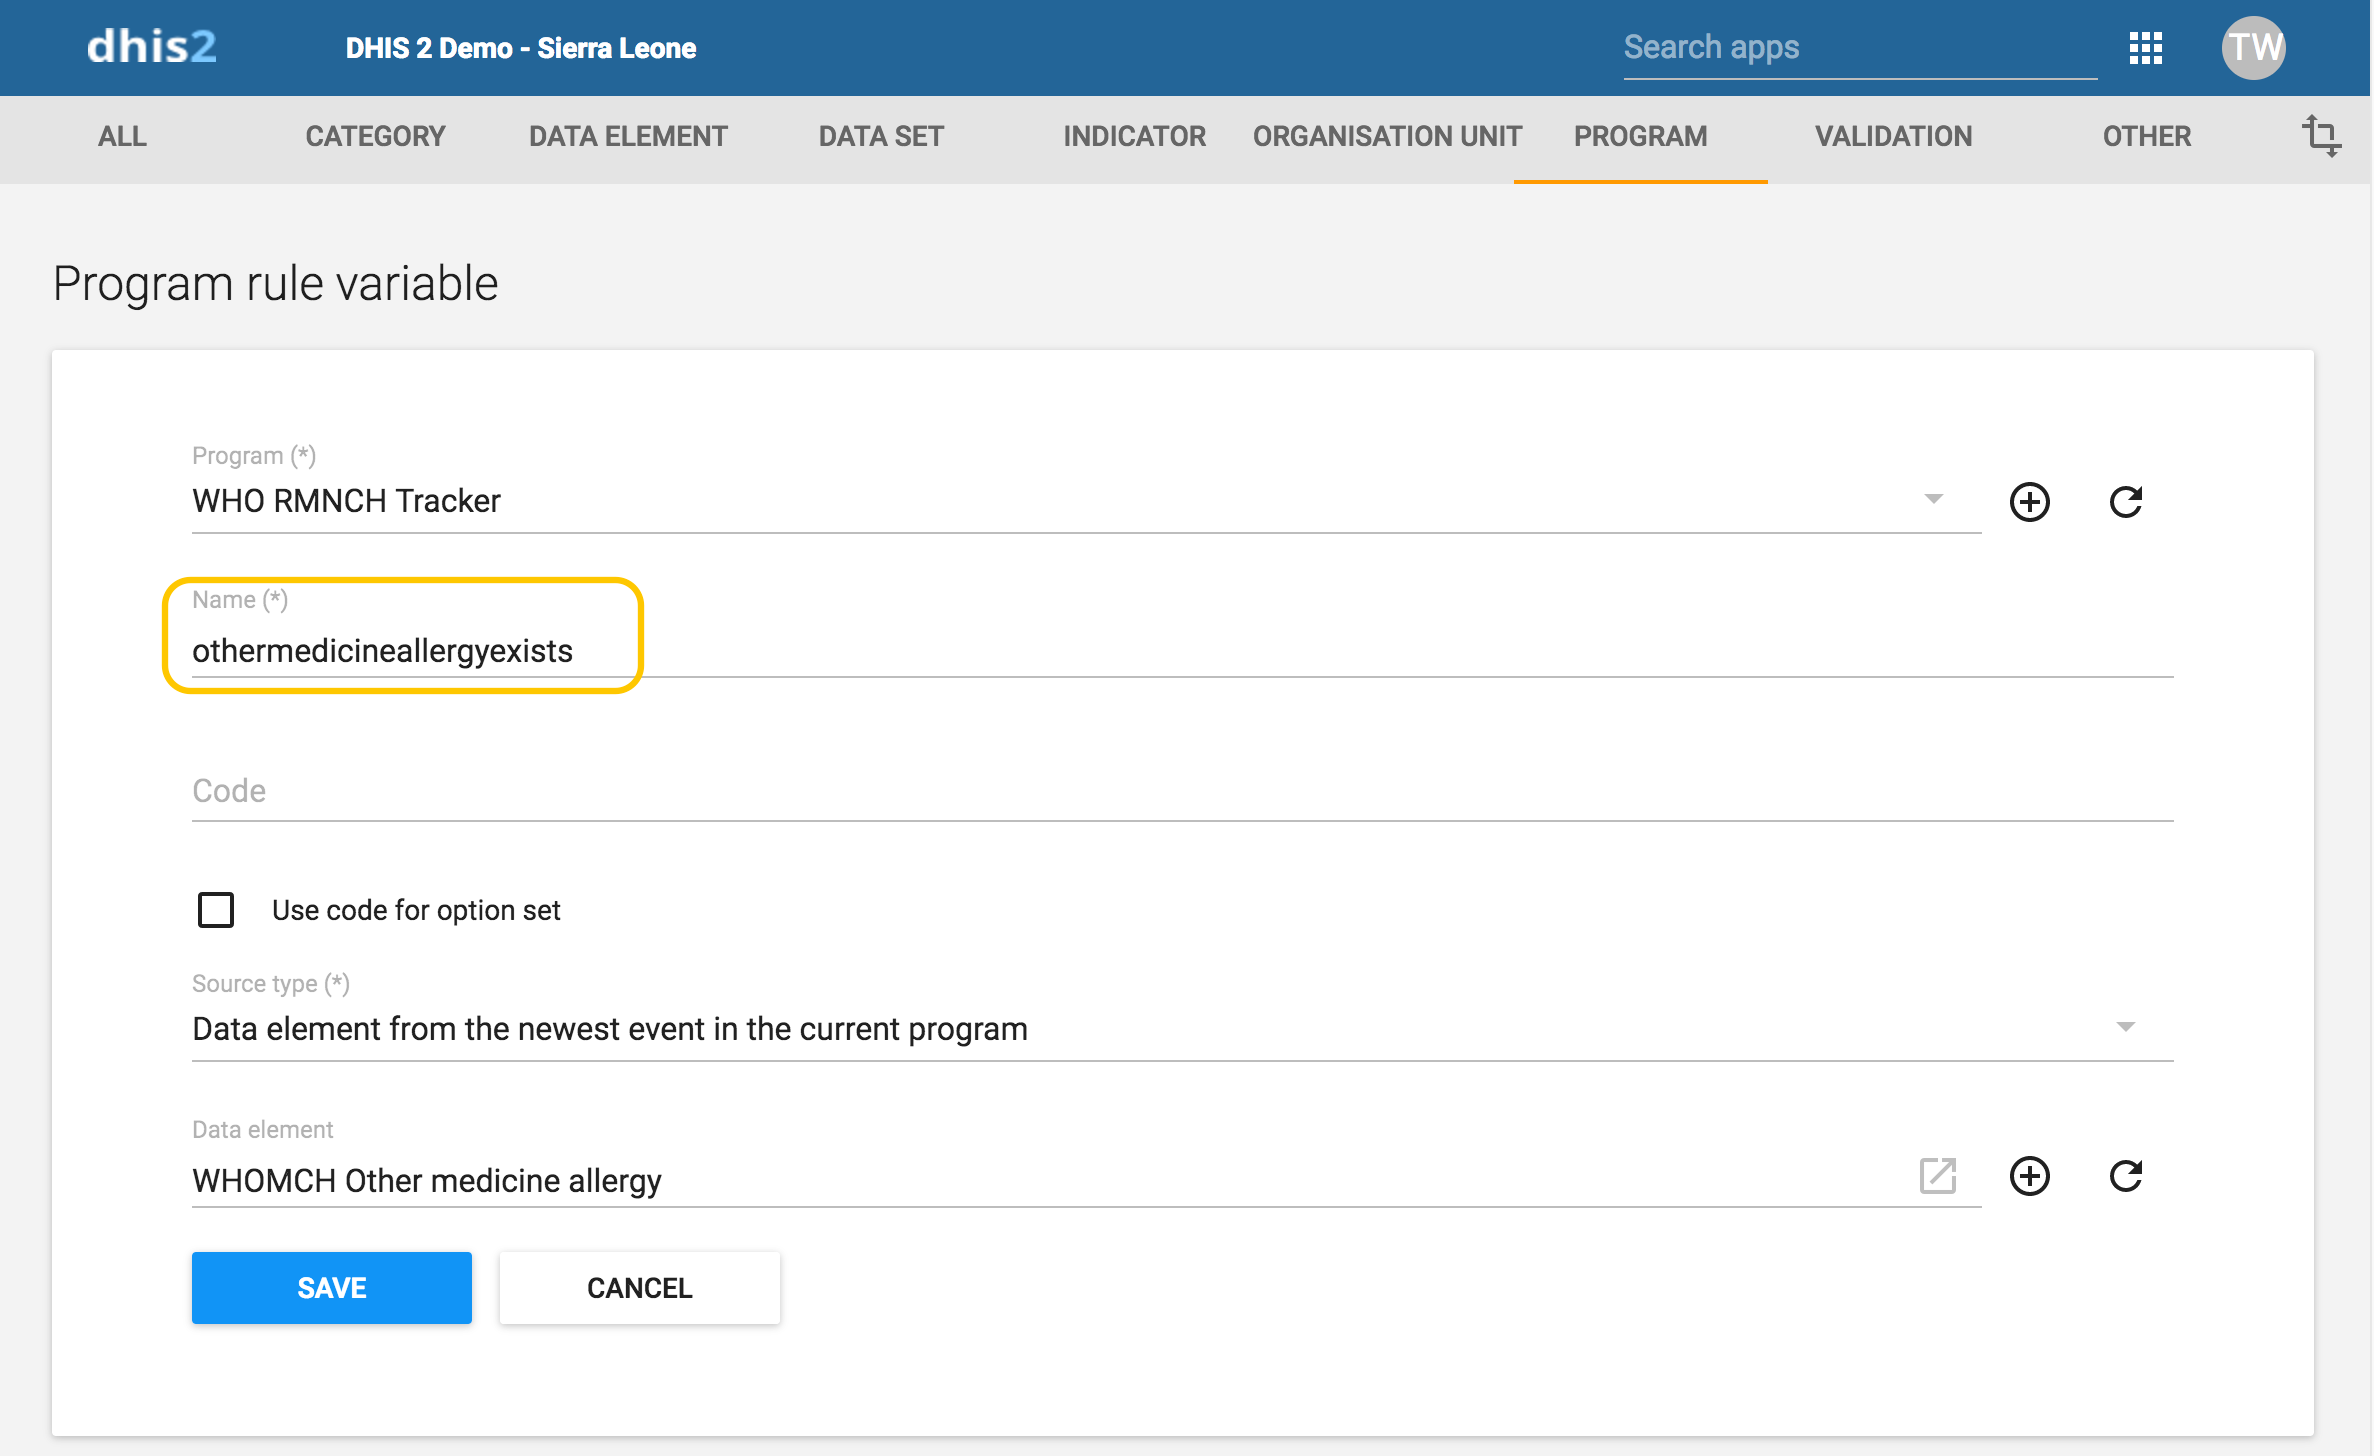 dhis2 DHIS 2 Demo - Sierra Leone Search apps TW
ALL CATEGORY DATA ELEMENT DATA SET INDICATOR ORGANISATION UNIT PROGRAM VALIDATION OTHER
Program rule variable
Program (*)
WHO RMNCH Tracker
Name (*)
othermedicineallergyexists
Code
Use code for option set
Source type (*)
Data element from the newest event in the current program
Data element
WHOMCH Other medicine allergy
SAVE CANCEL